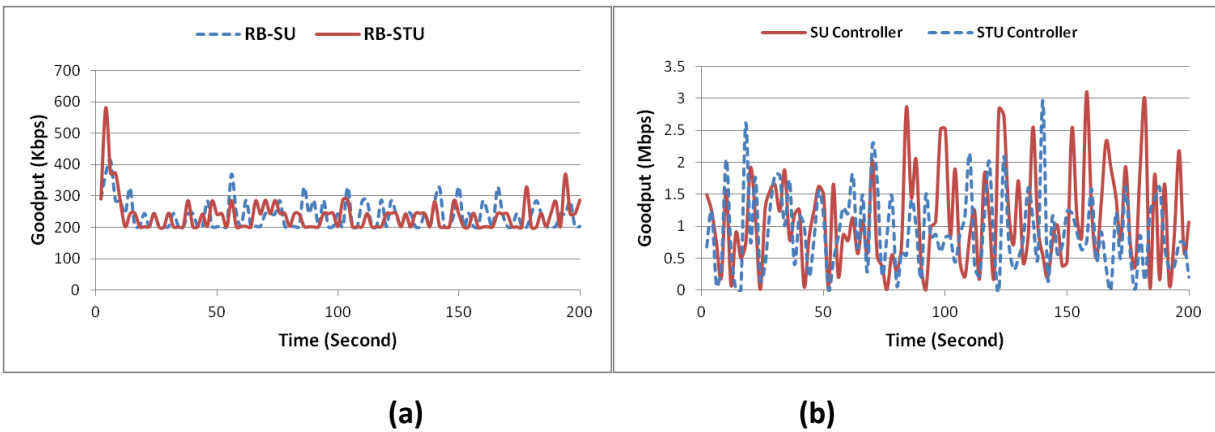 RB-SU RB-STU
700
600
500
400
300
200
100
0
Goodput (Kbps)
0 50 100 150 200
Time (Second)
SU Controller STU Controller
3.5
3
2.5
2
1.5
1
0.5
0
Goodput (Mbps)
0 50 100 150 200
Time (Second)
(a) (b)